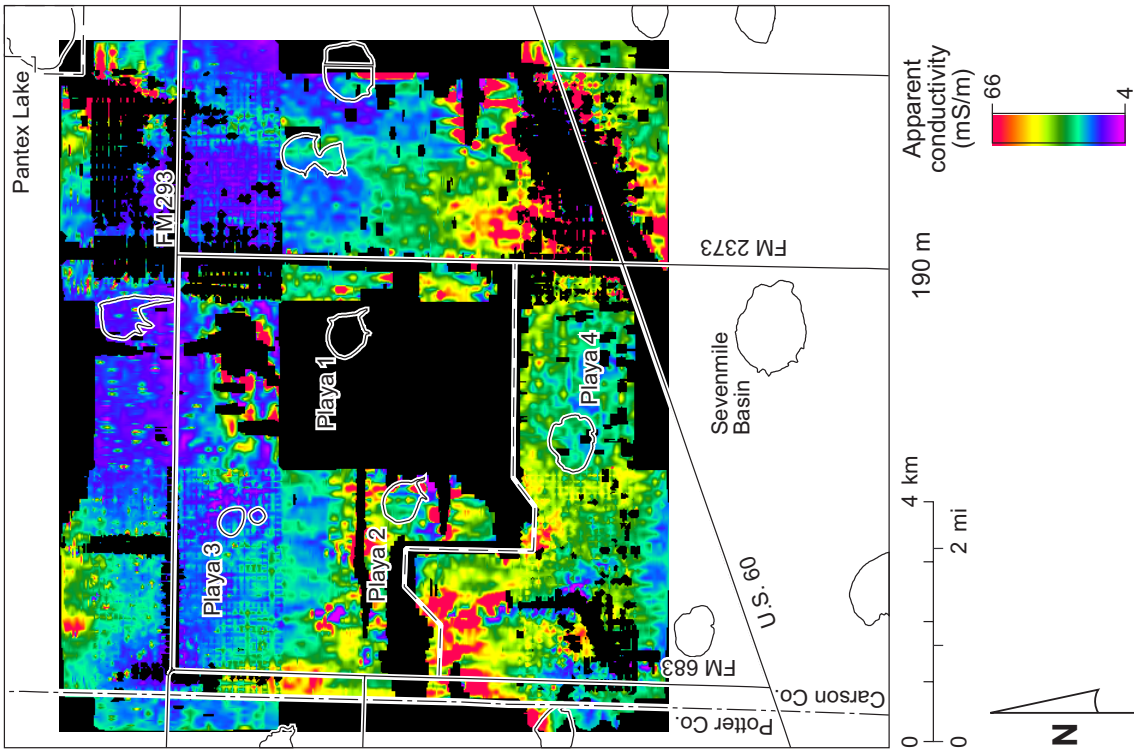 Pantex Lake
FM 293
Playa 1
Playa 2
Playa 3
Playa 4
Sevenmile
Basin
U.S. 60
FM 683
FM 2373
Carson Co.
Potter Co.
Apparent
conductivity
(mS/m)
66
4
190 m
0
4 km
0
2 mi
N